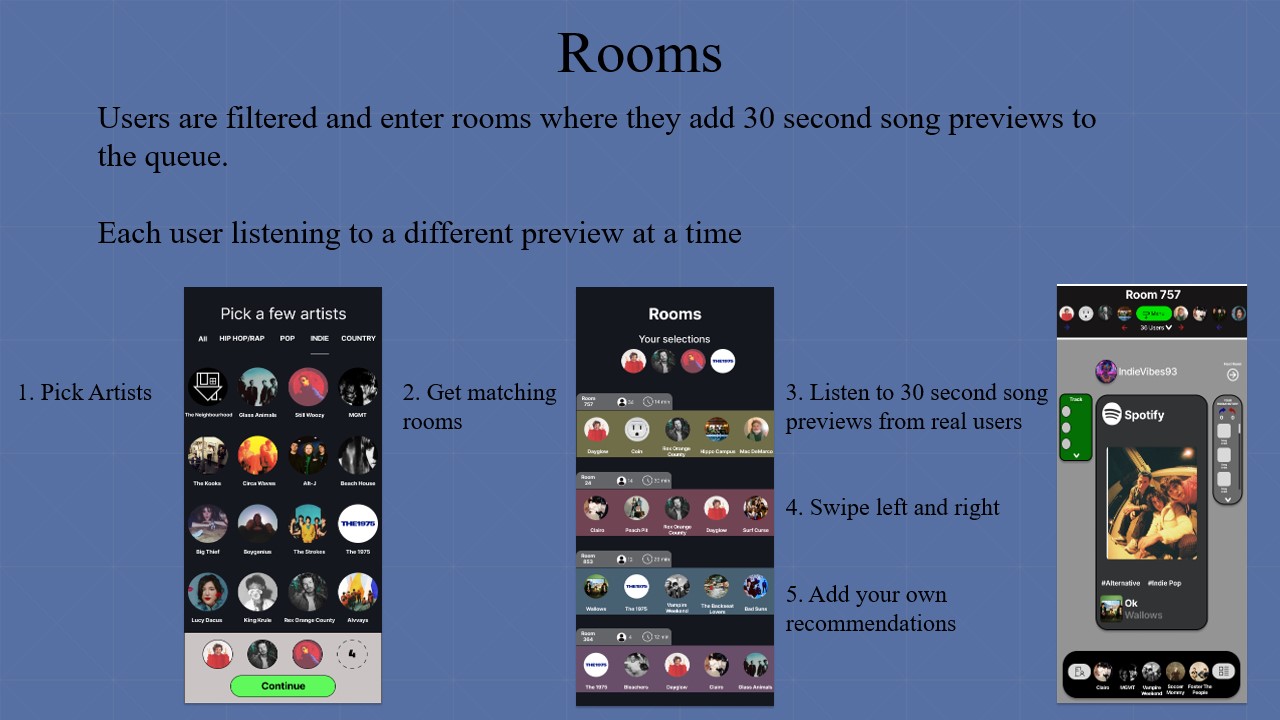 Rooms
Users are filtered and enter rooms where they add 30 second song previews to
the queue.
Each user listening to a different preview at a time
1. Pick Artists
Pick a few artists
All HIP HOP/RAP POP INDIE COUNTRY
The Neighbourhood Glass Animals Still Woozy MGMT
The Kooks Circa Waves Alt-J Beach House
THE1975
Big Thief Boygenius The Strokes The 1975
Lucy Dacus King Krule Rex Orange County Alvvays
4
Continue
2. Get matching
rooms
Rooms
Your selections
THE1975
Room
757
Dayglow Coin Rex Orange
County Hippo Campus Mac DeMarco
Room
24
Clairo Peach Pit Rex Orange
County Dayglow Surf Curse
Room
853
THE1975
Wallows The 1975 Vampire
Weekend The Backseat
Lovers Bad Suns
Room
364
THE1975
The 1975 Bleachers Dayglow Clairo Glass Animals
3. Listen to 30 second song
previews from real users
4. Swipe left and right
5. Add your own
recommendations
Room 757
Menu
36 Users
IndieVibes93
Track
Spotify
#Alternative #Indie Pop
Ok
Wallows
Clairo MGMT Vampire
Weekend Soccer
Mommy Foster The
People